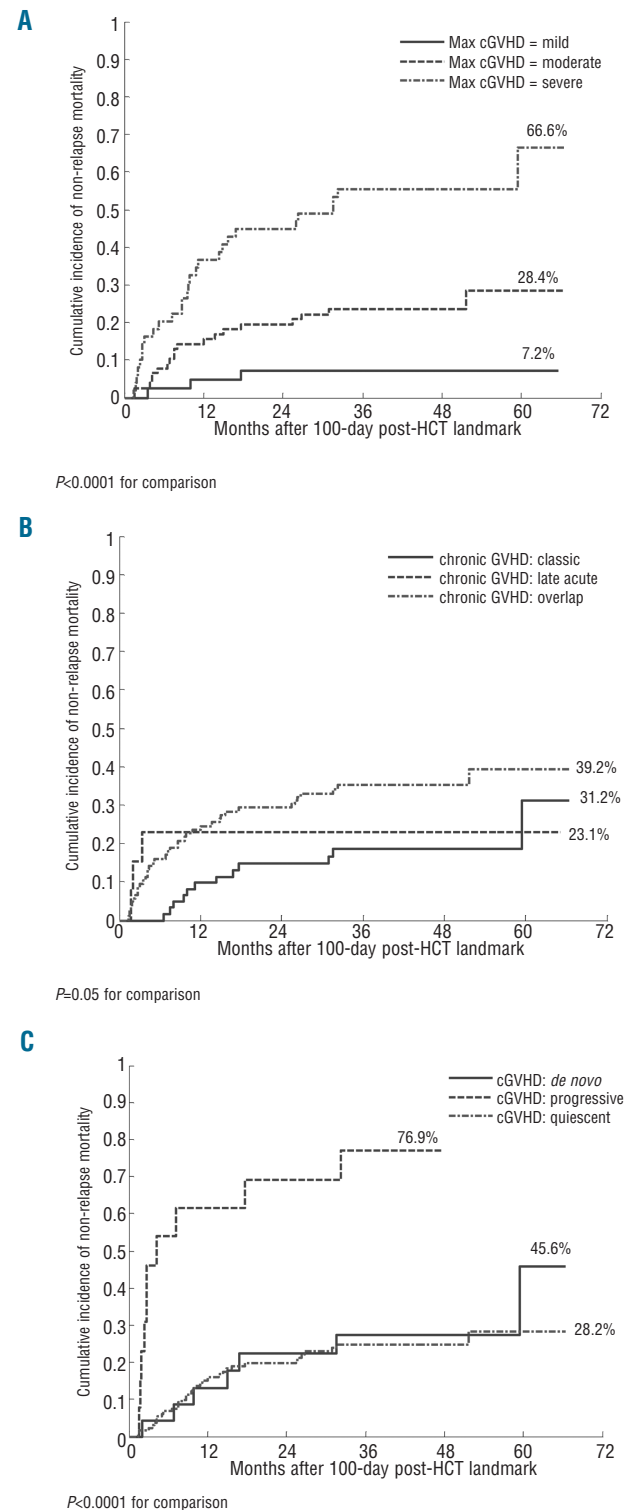 A
Cumulative incidence of non-relapse mortality
1
0.9
0.8
0.7
0.6
0.5
0.4
0.3
0.2
0.1
0
Max cGVHD = mild
Max cGVHD = moderate
Max cGVHD = severe
66.6%
28.4%
7.2%
0 12 24 36 48 60 72
Months after 100-day post-HCT landmark
P<0.0001 for comparison
B
Cumulative incidence of non-relapse mortality
1
0.9
0.8
0.7
0.6
0.5
0.4
0.3
0.2
0.1
0
chronic GVHD: classic
chronic GVHD: late acute
chronic GVHD: overlap
39.2%
31.2%
23.1%
0 12 24 36 48 60 72
Months after 100-day post-HCT landmark
P=0.05 for comparison
C
Cumulative incidence of non-relapse mortality
1
0.9
0.8
0.7
0.6
0.5
0.4
0.3
0.2
0.1
0
cGVHD: de novo
cGVHD: progressive
cGVHD: quiescent
76.9%
45.6%
28.2%
0 12 24 36 48 60 72
Months after 100-day post-HCT landmark
P<0.0001 for comparison